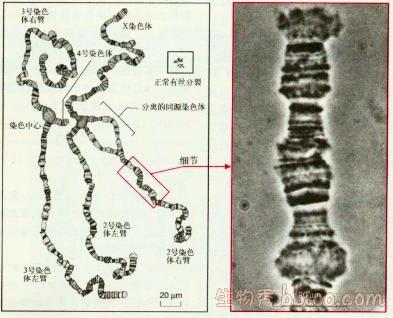 3号染色
体右臂
X染色体
4号染色体
正常有丝分裂
分离的同源染色体
染色中心
细节
2号染色
体左臂
2号染色
体右臂
3号染色
体左臂
20 μm
生物秀 bbioo.com